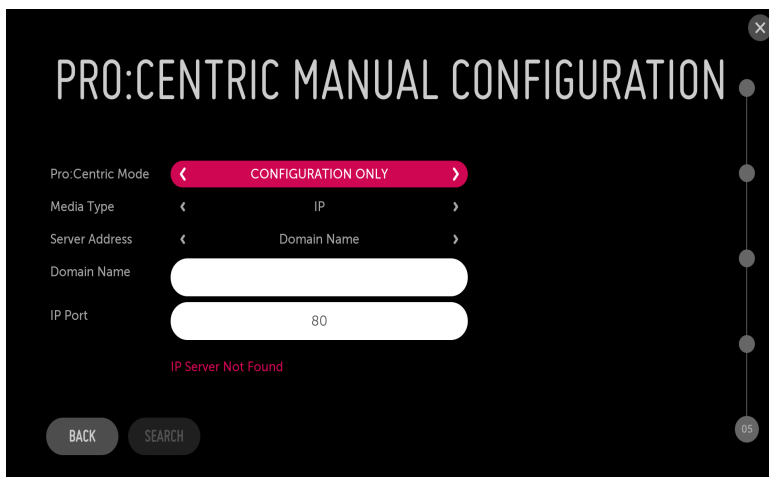 PRO:CENTRIC MANUAL CONFIGURATION
Pro:Centric Mode CONFIGURATION ONLY
Media Type IP
Server Address Domain Name
Domain Name
IP Port 80
IP Server Not Found
BACK SEARCH
05